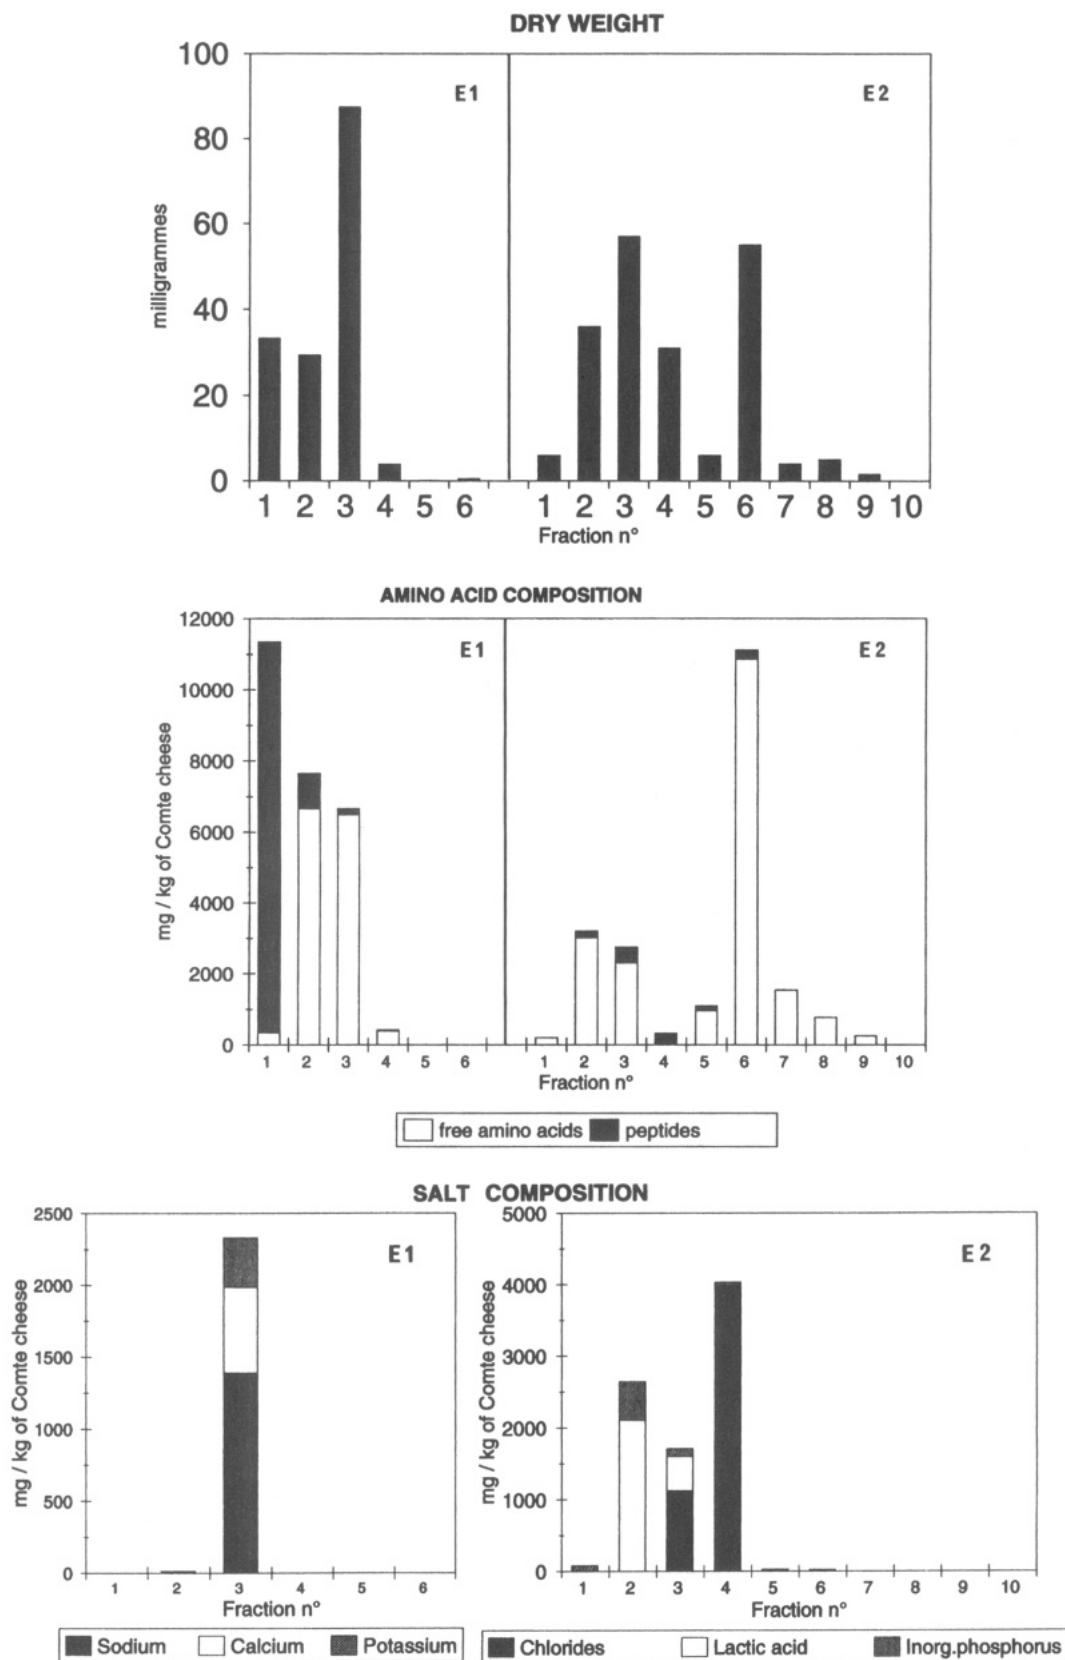 DRY WEIGHT
100
80
60
40
20
0
milligrammes
E1
E2
1 2 3 4 5 6 1 2 3 4 5 6 7 8 9 10
Fraction n°
AMINO ACID COMPOSITION
12000
10000
8000
6000
4000
2000
0
mg / kg of Comte cheese
E1
E2
1 2 3 4 5 6 1 2 3 4 5 6 7 8 9 10
Fraction n°
free amino acids peptides
SALT COMPOSITION
2500
2000
1500
1000
500
0
mg / kg of Comte cheese
E1
1 2 3 4 5 6
Fraction n°
Sodium Calcium Potassium
5000
4000
3000
2000
1000
0
mg / kg of Comte cheese
E2
1 2 3 4 5 6 7 8 9 10
Fraction n°
Chlorides Lactic acid Inorg.phosphorus